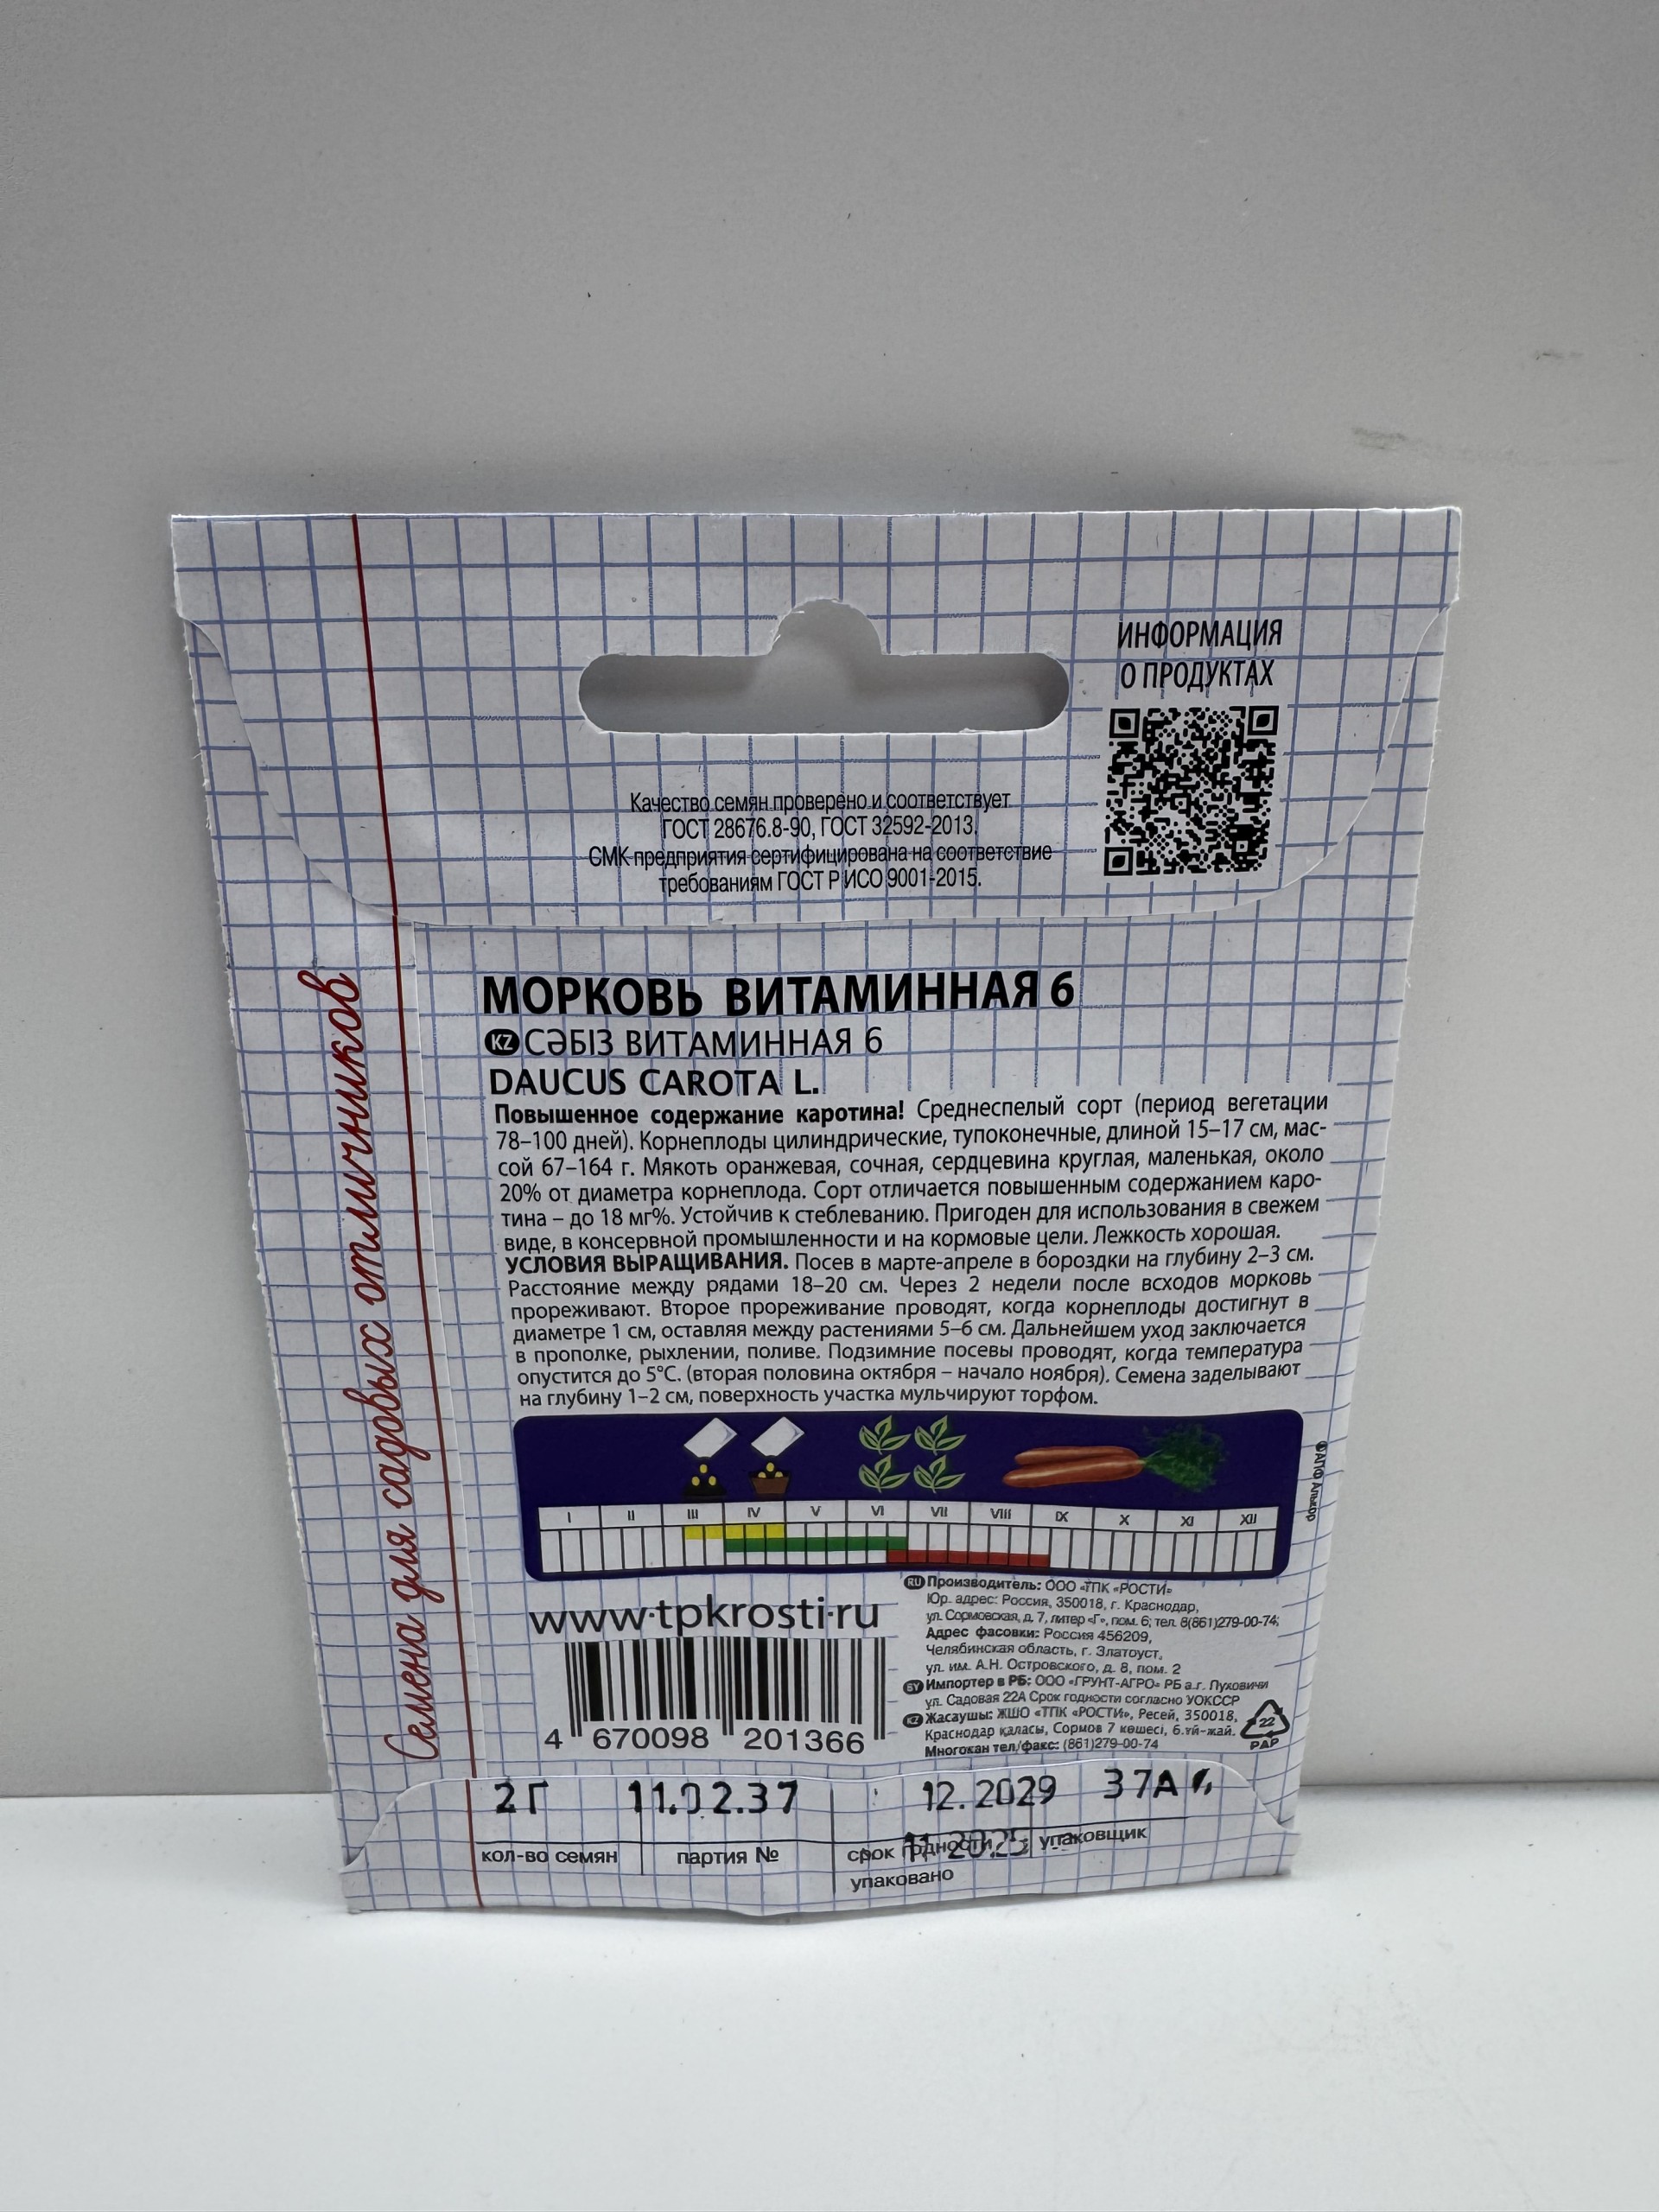 ИНФОРМАЦИЯ
О ПРОДУКТАХ
Качество семян проверено и соответствует
ГОСТ 28676.8-90, ГОСТ 32592-2013.
СМК предприятия сертифицирована на соответствие
требованиям ГОСТ Р ИСО 9001-2015.
Семена для садовых отличников
МОРКОВЬ ВИТАМИННАЯ 6
KZ СӘБІЗ ВИТАМИННАЯ 6
DAUCUS CAROTA L.
Повышенное содержание каротина! Среднеспелый сорт (период вегетации
78–100 дней). Корнеплоды цилиндрические, тупоконечные, длиной 15–17 см, мас-
сой 67–164 г. Мякоть оранжевая, сочная, сердцевина круглая, маленькая, около
20% от диаметра корнеплода. Сорт отличается повышенным содержанием каро-
тина – до 18 мг%. Устойчив к стеблеванию. Пригоден для использования в свежем
виде, в консервной промышленности и на кормовые цели. Лежкость хорошая.
УСЛОВИЯ ВЫРАЩИВАНИЯ. Посев в марте-апреле в бороздки на глубину 2–3 см.
Расстояние между рядами 18–20 см. Через 2 недели после всходов морковь
прореживают. Второе прореживание проводят, когда корнеплоды достигнут в
диаметре 1 см, оставляя между растениями 5–6 см. Дальнейшем уход заключается
в прополке, рыхлении, поливе. Подзимние посевы проводят, когда температура
опустится до 5°С. (вторая половина октября – начало ноября). Семена заделывают
на глубину 1–2 см, поверхность участка мульчируют торфом.
I II III IV V VI VII VIII IX X XI XII
©АПФ Алькор
www.tpkrosti.ru
4 670098 201366
RU Производитель: ООО «ТПК «РОСТИ»
Юр. адрес: Россия, 350018, г. Краснодар,
ул. Сормовская, д. 7, литер «Г», пом. 6; тел. 8(861)279-00-74;
Адрес фасовки: Россия 456209,
Челябинская область, г. Златоуст,
ул. им. А.Н. Островского, д. 8, пом. 2
BY Импортер в РБ: ООО «ГРУНТ-АГРО» РБ а.г. Пуховичи
ул. Садовая 22А Срок годности согласно УОКССР
KZ Жасаушы: ЖШО «ТПК «РОСТИ», Ресей, 350018,
Краснодар қаласы, Сормов 7 көшесі, 6.үй-жай.
Многокан тел/факс: (861)279-00-74
22
PAP
2Г 11.02.37 12.2029 37А
11.2025
кол-во семян партия № срок годности упаковщик
упаковано